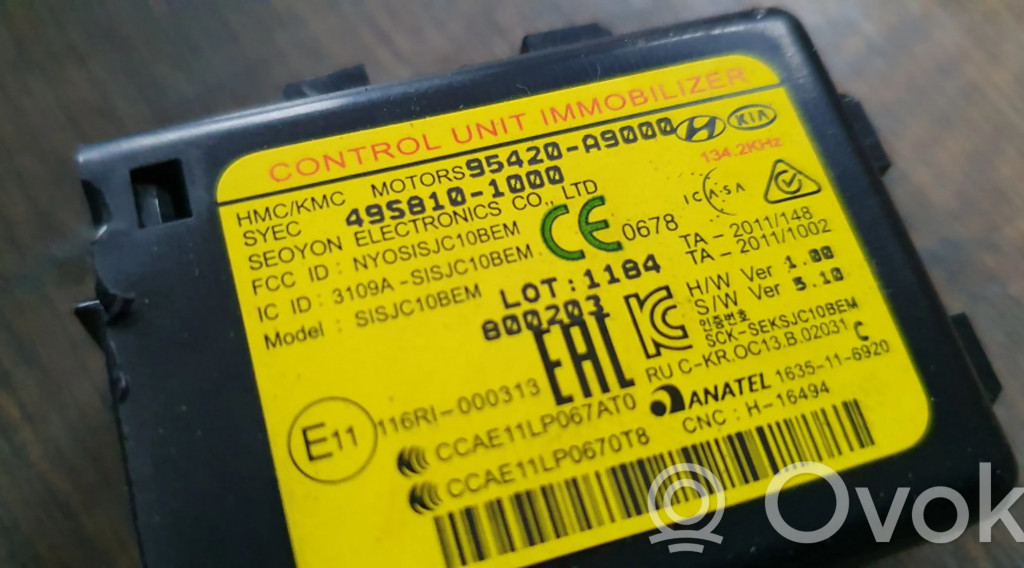 CONTROL UNIT IMMOBILIZER
HMC/KMC MOTORS 95420-A9000 KIA
SYEC 495810-1000 134.2KHz
SEOYON ELECTRONICS CO., LTD
FCC ID : NYOSISJC10BEM CE 0678 ICASA
IC ID : 3109A-SISJC10BEM TA - 2011/148
Model : SISJC10BEM TA - 2011/1002
LOT:1184 H/W Ver 1.00
800203 S/W Ver 3.10
인증번호
SCK-SEKSJC10BEM
EAC RU C-KR.OC13.B.02031 C
E11 116RI-000313
CCAE11LP067AT0 ANATEL 1635-11-6920
CCAE11LP0670T8 CNC : H-16494
© Ovok